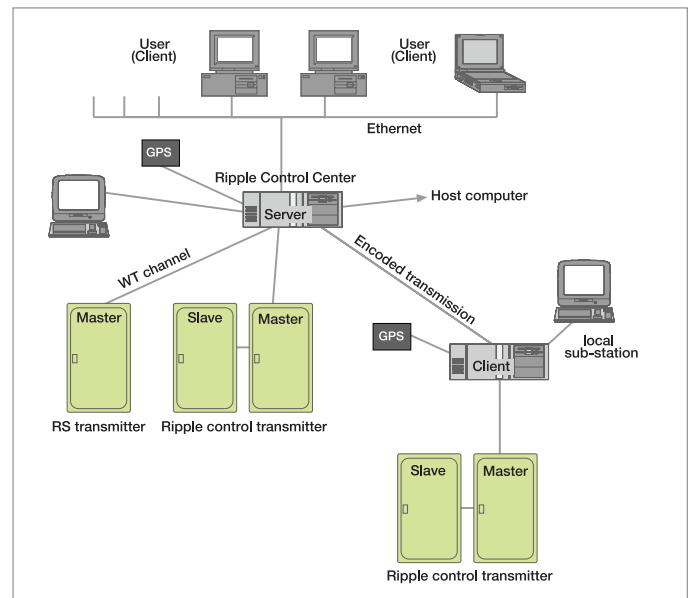 User
(Client)
User
(Client)
Ethernet
GPS
Ripple Control Center
Server
Host computer
WT channel
Encoded transmission
Master
Slave
Master
GPS
local
sub-station
Client
RS transmitter
Ripple control transmitter
Slave
Master
Ripple control transmitter